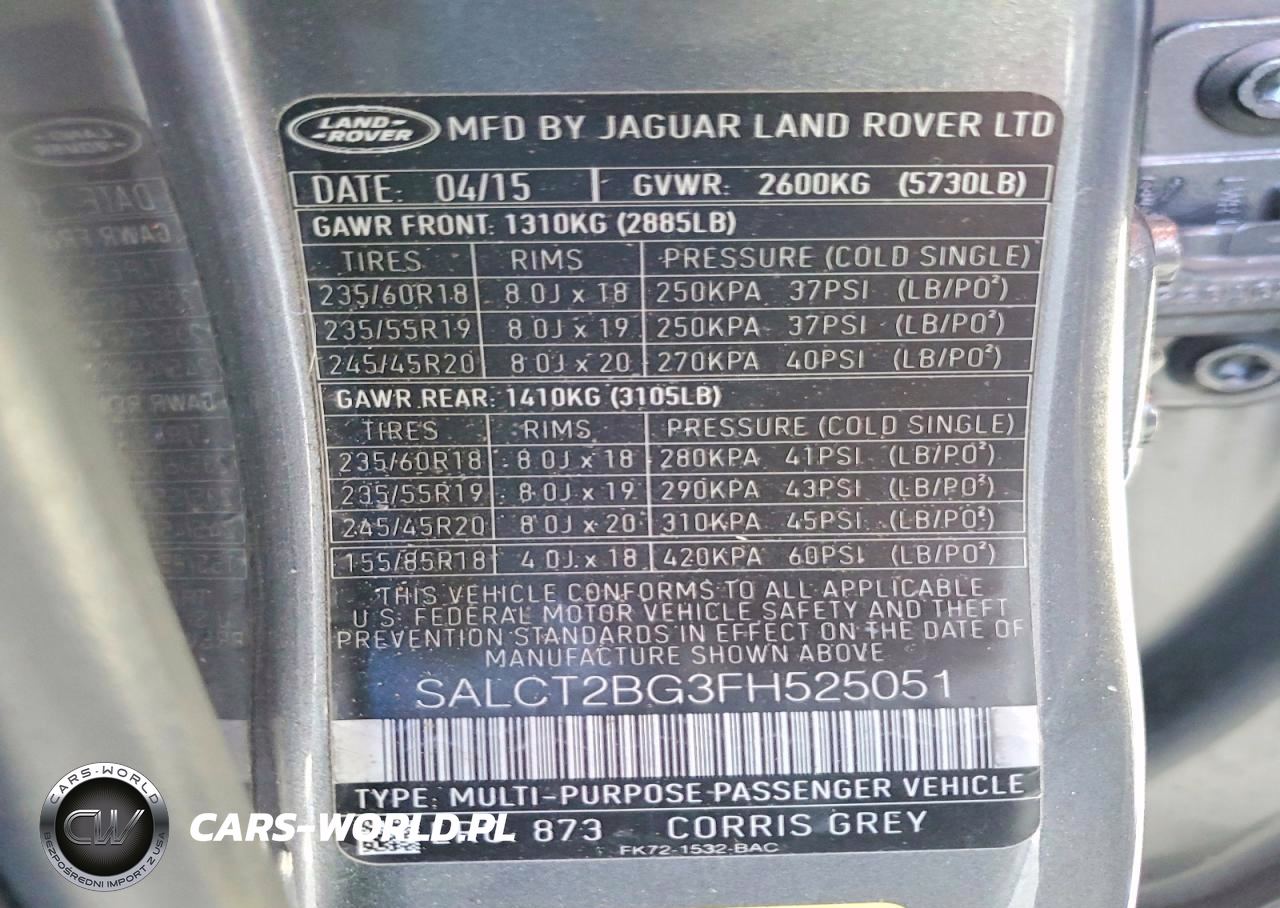 LAND-
-ROVER
MFD BY JAGUAR LAND ROVER LTD
DATE: 04/15 GVWR: 2600KG (5730LB)
GAWR FRONT: 1310KG (2885LB)
TIRES RIMS PRESSURE (COLD SINGLE)
235/60R18 8.0J x 18 250KPA 37PSI (LB/PO²)
235/55R19 8.0J x 19 250KPA 37PSI (LB/PO²)
245/45R20 8.0J x 20 270KPA 40PSI (LB/PO²)
GAWR REAR: 1410KG (3105LB)
TIRES RIMS PRESSURE (COLD SINGLE)
235/60R18 8.0J x 18 280KPA 41PSI (LB/PO²)
235/55R19 8.0J x 19 290KPA 43PSI (LB/PO²)
245/45R20 8.0J x 20 310KPA 45PSI (LB/PO²)
155/85R18 4.0J x 18 420KPA 60PSI (LB/PO²)
THIS VEHICLE CONFORMS TO ALL APPLICABLE
U.S. FEDERAL MOTOR VEHICLE SAFETY AND THEFT
PREVENTION STANDARDS IN EFFECT ON THE DATE OF
MANUFACTURE SHOWN ABOVE
SALCT2BG3FH525051
TYPE: MULTI-PURPOSE PASSENGER VEHICLE
873 CORRIS GREY
FK72-1532-BAC
CARS-WORLD
CW
BEZPOŚREDNI IMPORT Z USA
CARS-WORLD.PL